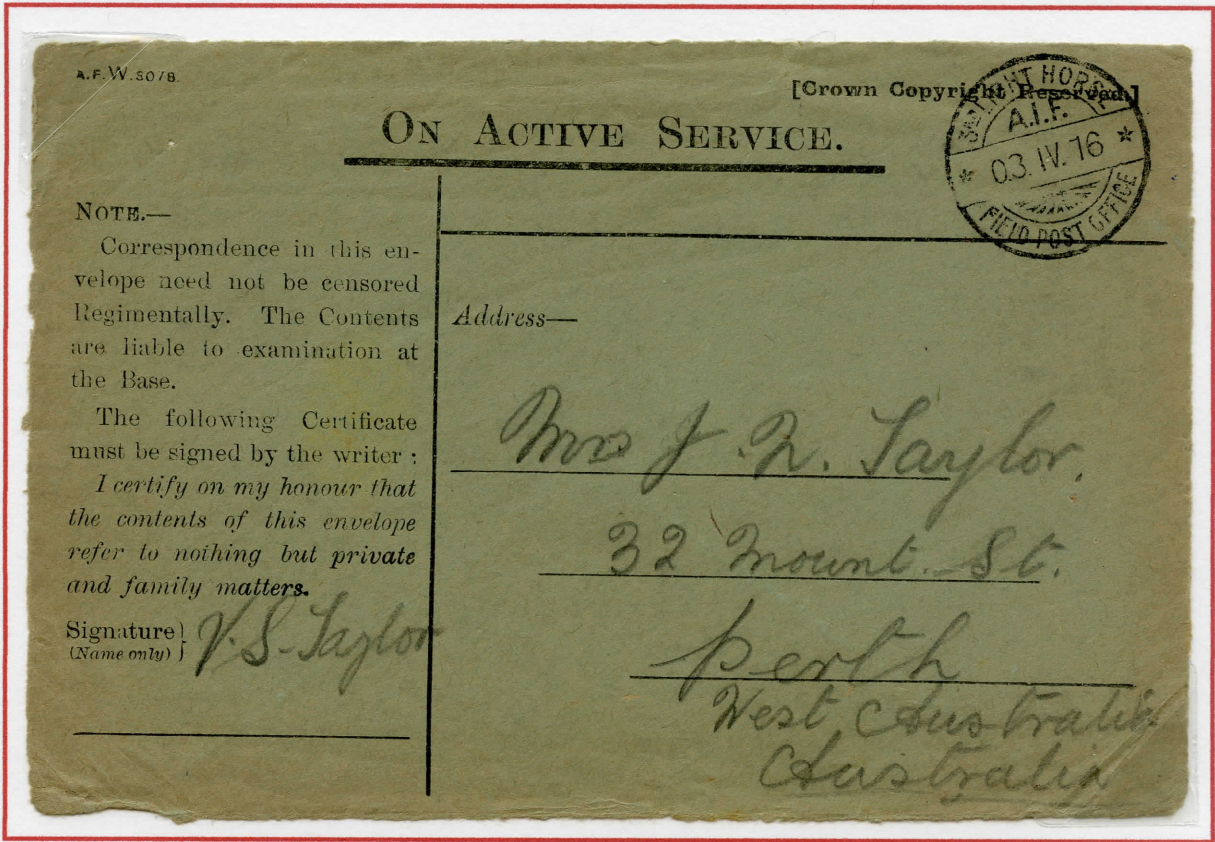 A.F.W.3078.
[Crown Copyright Reserved.]
ON ACTIVE SERVICE.
3RD LIGHT HORSE
A.I.F.
* 03. IV. 16 *
FIELD POST OFFICE
NOTE.—
Correspondence in this en-
velope need not be censored
Regimentally. The Contents
are liable to examination at
the Base.
The following Certificate
must be signed by the writer :
I certify on my honour that
the contents of this envelope
refer to nothing but private
and family matters.
Signature
(Name only)
V. S. Taylor
Address—
Mrs J. N. Taylor.
32 Mount. St.
Perth
West Australia
Australia